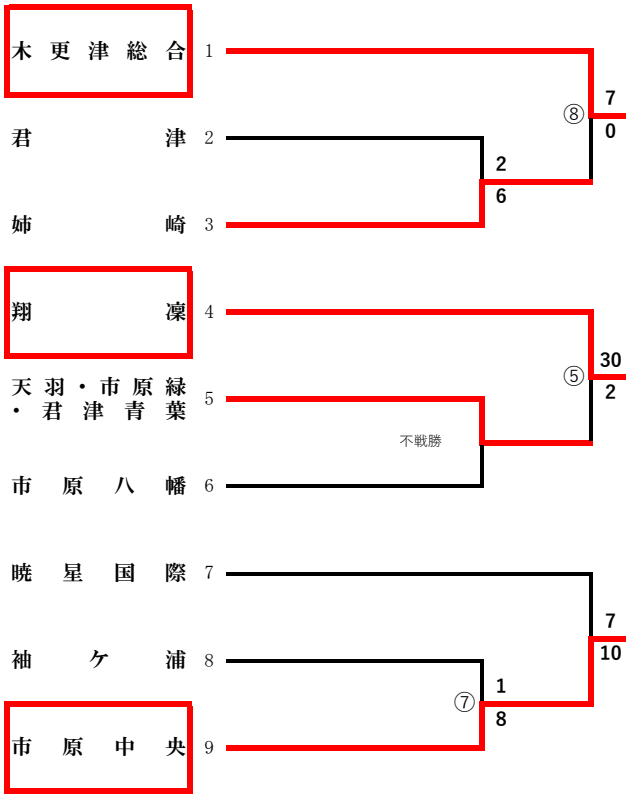 木更津総合 1
⑧ 7
0
君津 2
2
6
姉崎 3
翔凜 4
⑤ 30
2
天羽・市原緑
・君津青葉 5
不戦勝
市原八幡 6
暁星国際 7
7
10
袖ケ浦 8
⑦ 1
8
市原中央 9